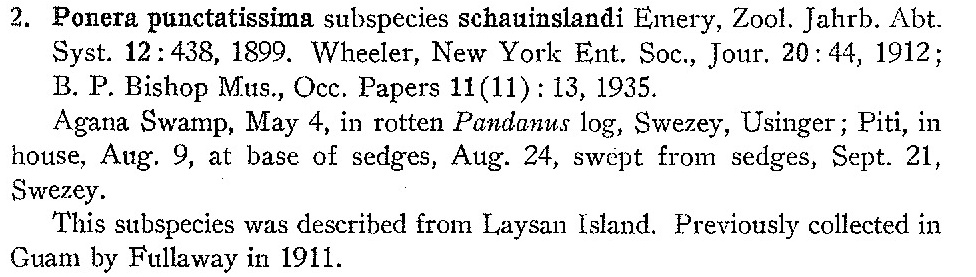 2. Ponera punctatissima subspecies schauinslandi Emery, Zool. Jahrb. Abt.
Syst. 12:438, 1899. Wheeler, New York Ent. Soc., Jour. 20:44, 1912;
B. P. Bishop Mus., Occ. Papers 11(11): 13, 1935.
Agana Swamp, May 4, in rotten Pandanus log, Swezey, Usinger; Piti, in
house, Aug. 9, at base of sedges, Aug. 24, swept from sedges, Sept. 21,
Swezey.
This subspecies was described from Laysan Island. Previously collected in
Guam by Fullaway in 1911.